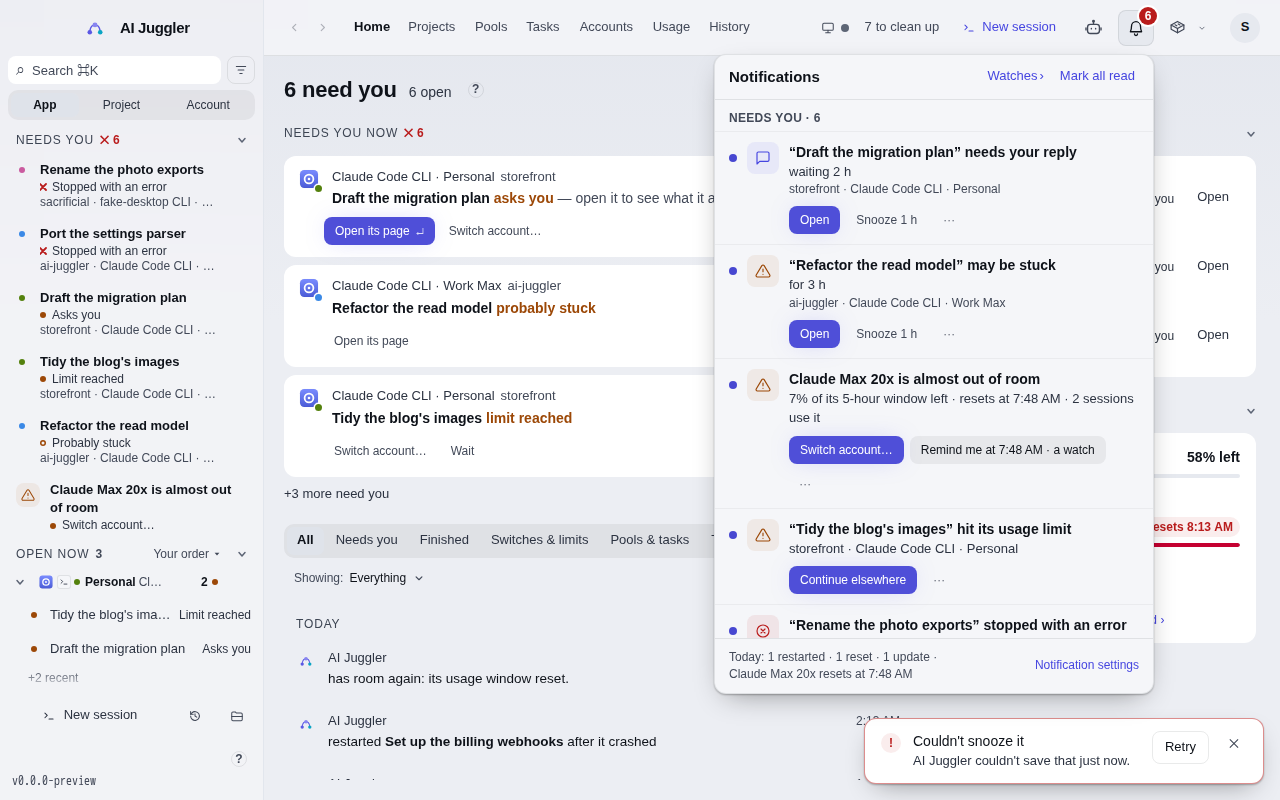 AI Juggler
Search ⌘K
App Project Account
NEEDS YOU 6
Rename the photo exports
Stopped with an error
sacrificial · fake-desktop CLI · …
Port the settings parser
Stopped with an error
ai-juggler · Claude Code CLI · …
Draft the migration plan
Asks you
storefront · Claude Code CLI · …
Tidy the blog's images
Limit reached
storefront · Claude Code CLI · …
Refactor the read model
Probably stuck
ai-juggler · Claude Code CLI · …
Claude Max 20x is almost out of room
Switch account…
OPEN NOW 3 Your order
Personal Cl… 2
Tidy the blog's ima… Limit reached
Draft the migration plan Asks you
+2 recent
New session
?
v0.0.0-preview
Home Projects Pools Tasks Accounts Usage History
7 to clean up New session 6 S
6 need you 6 open ?
NEEDS YOU NOW 6
Claude Code CLI · Personal storefront
Draft the migration plan asks you — open it to see what it a
Open its page Switch account…
Claude Code CLI · Work Max ai-juggler
Refactor the read model probably stuck
Open its page
Claude Code CLI · Personal storefront
Tidy the blog's images limit reached
Switch account… Wait
+3 more need you
All Needs you Finished Switches & limits Pools & tasks
Showing: Everything
TODAY
AI Juggler
has room again: its usage window reset.
AI Juggler
restarted Set up the billing webhooks after it crashed
you Open
you Open
you Open
58% left
esets 8:13 AM
Notifications Watches › Mark all read
NEEDS YOU · 6
“Draft the migration plan” needs your reply
waiting 2 h
storefront · Claude Code CLI · Personal
Open Snooze 1 h …
“Refactor the read model” may be stuck
for 3 h
ai-juggler · Claude Code CLI · Work Max
Open Snooze 1 h …
Claude Max 20x is almost out of room
7% of its 5-hour window left · resets at 7:48 AM · 2 sessions use it
Switch account… Remind me at 7:48 AM · a watch
…
“Tidy the blog's images” hit its usage limit
storefront · Claude Code CLI · Personal
Continue elsewhere …
“Rename the photo exports” stopped with an error
Today: 1 restarted · 1 reset · 1 update ·
Claude Max 20x resets at 7:48 AM
Notification settings
! Couldn't snooze it
AI Juggler couldn't save that just now.
Retry